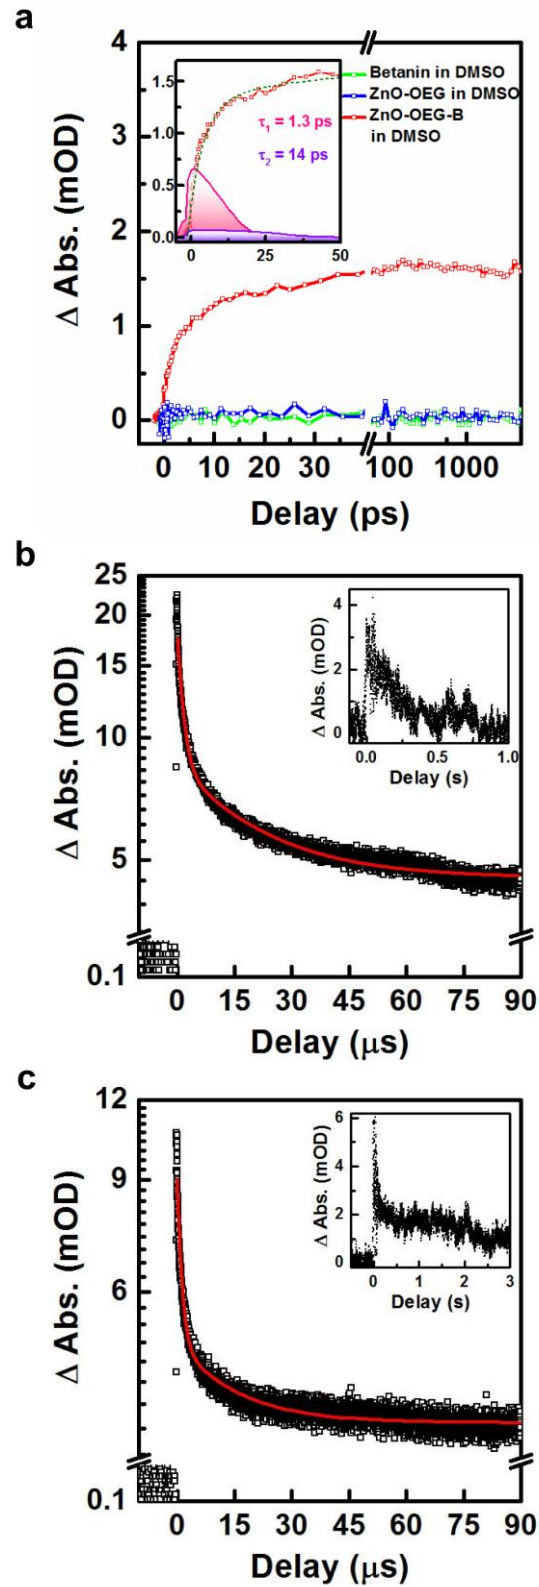 a
4
3
2
1
0
Δ Abs. (mOD)
1.5
1.0
0.5
0.0
0
25
50
τ1 = 1.3 ps
τ2 = 14 ps
Betanin in DMSO
ZnO-OEG in DMSO
ZnO-OEG-B
in DMSO
0 10 20 30 100 1000
Delay (ps)
b
25
20
15
10
5
0.1
Δ Abs. (mOD)
4
2
0
Δ Abs. (mOD)
0.0 0.5 1.0
Delay (s)
0 15 30 45 60 75 90
Delay (μs)
c
12
9
6
0.1
Δ Abs. (mOD)
6
4
2
0
Δ Abs. (mOD)
0 1 2 3
Delay (s)
0 15 30 45 60 75 90
Delay (μs)